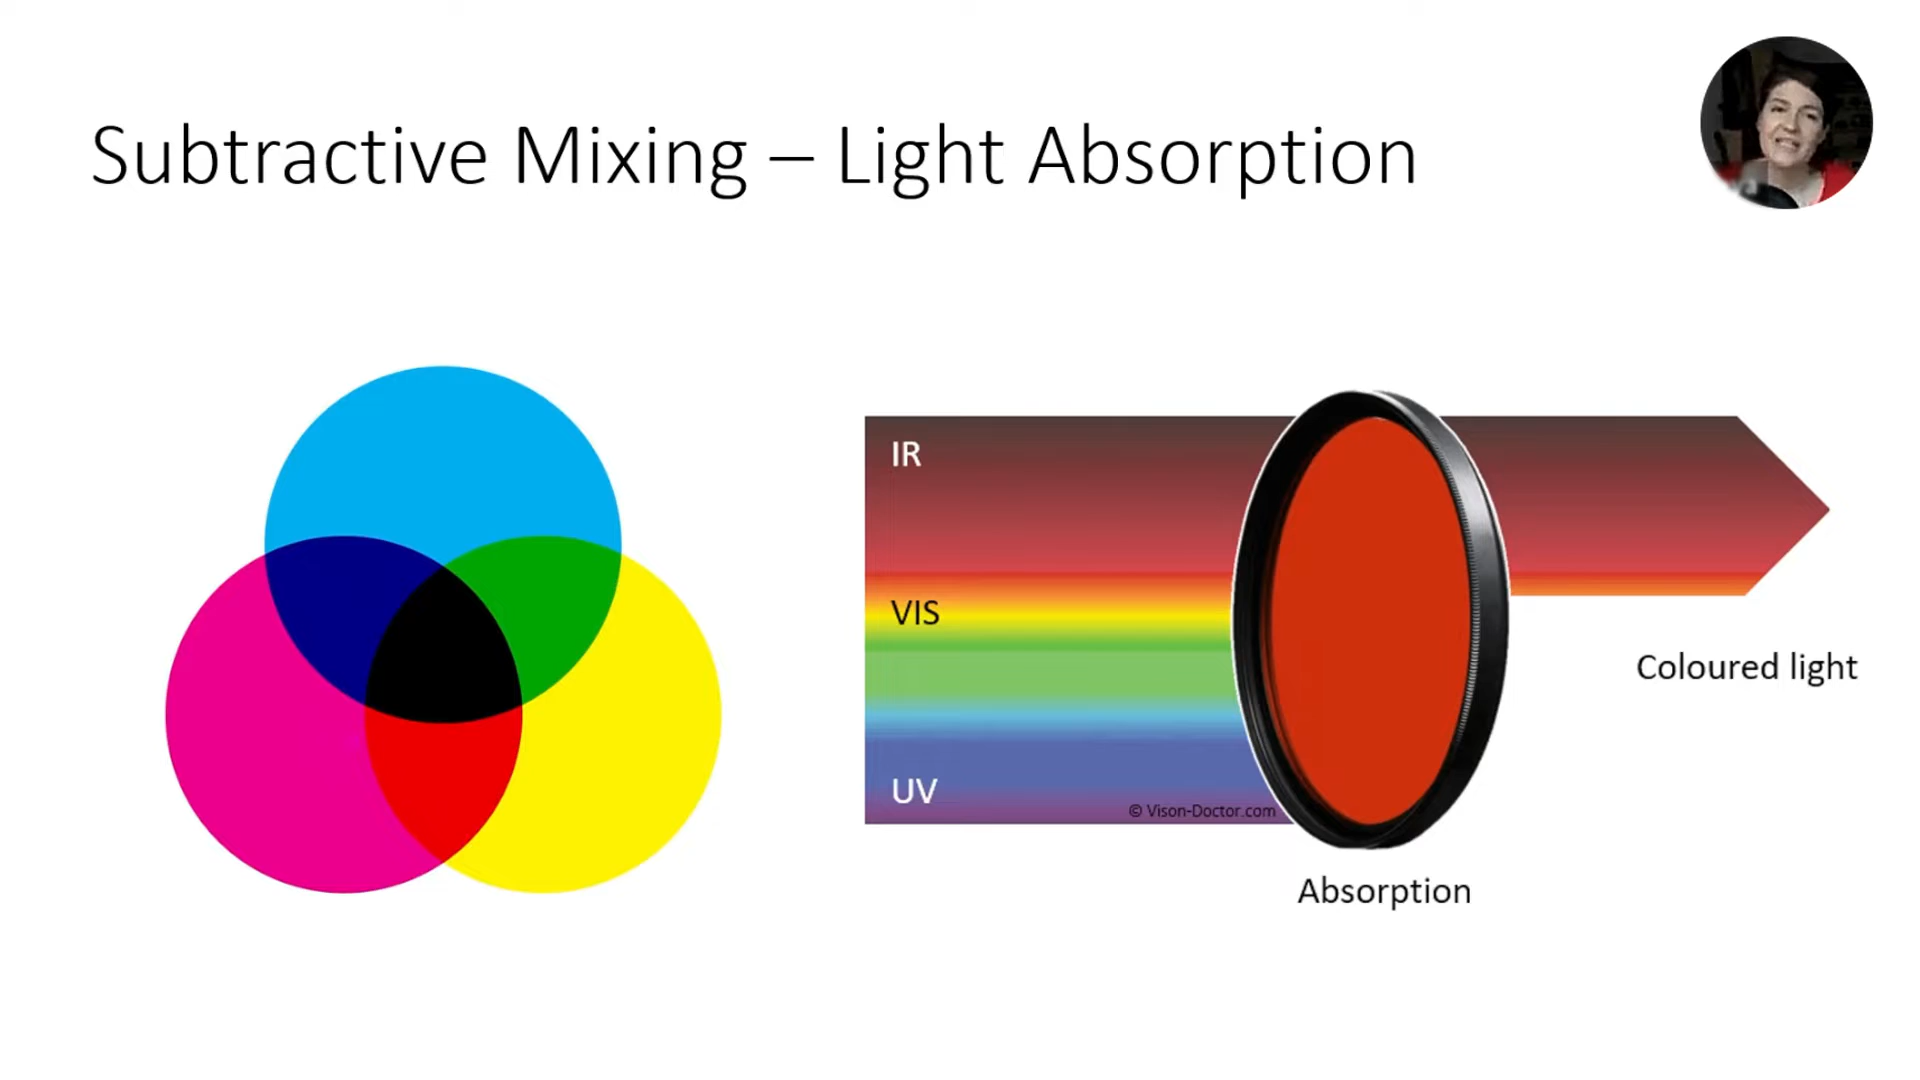 Subtractive Mixing – Light Absorption
IR
VIS
UV
© Vison-Doctor.com
Coloured light
Absorption